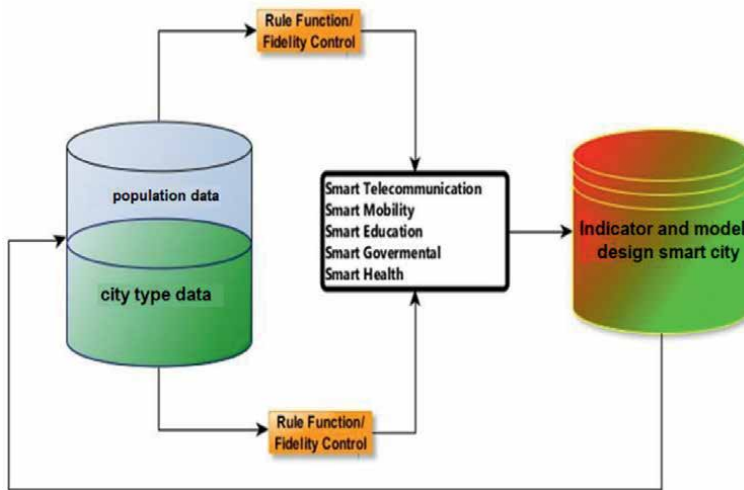 Rule Function/
Fidelity Control
population data
city type data
Smart Telecommunication
Smart Mobility
Smart Education
Smart Govermental
Smart Health
Indicator and model
design smart city
Rule Function/
Fidelity Control